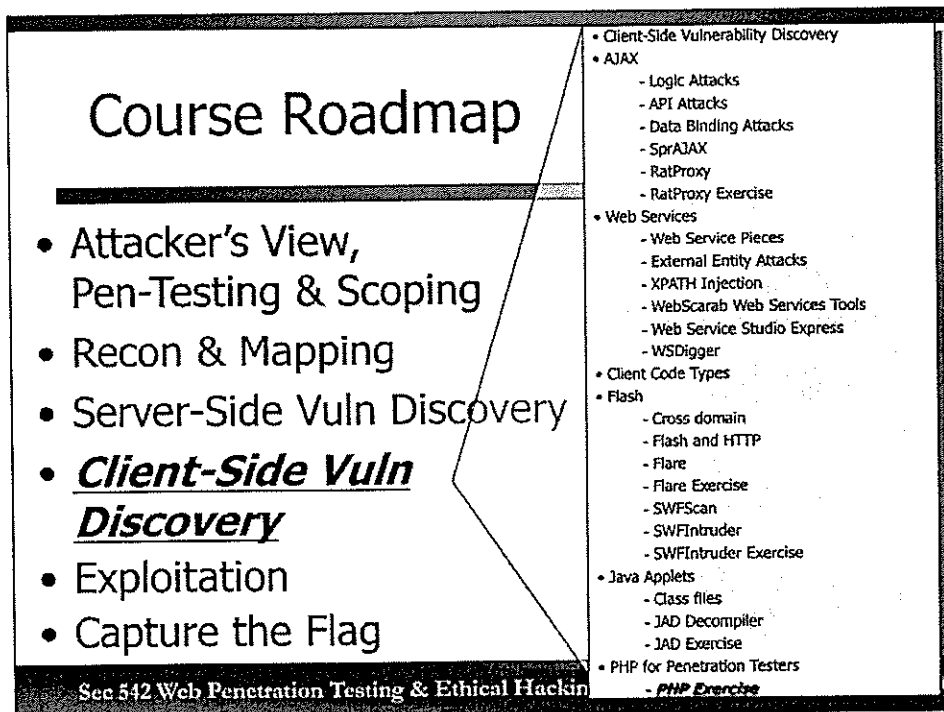 Course Roadmap
• Attacker's View,
Pen-Testing & Scoping
• Recon & Mapping
• Server-Side Vuln Discovery
• Client-Side Vuln
Discovery
• Exploitation
• Capture the Flag
Sec 542 Web Penetration Testing & Ethical Hackin
• Client-Side Vulnerability Discovery
• AJAX
- Logic Attacks
- API Attacks
- Data Binding Attacks
- SprAJAX
- RatProxy
- RatProxy Exercise
• Web Services
- Web Service Pieces
- External Entity Attacks
- XPATH Injection
- WebScarab Web Services Tools
- Web Service Studio Express
- WSDigger
• Client Code Types
• Flash
- Cross domain
- Flash and HTTP
- Flare
- Flare Exercise
- SWFScan
- SWFIntruder
- SWFIntruder Exercise
• Java Applets
- Class files
- JAD Decompiler
- JAD Exercise
• PHP for Penetration Testers
- PHP Exercise